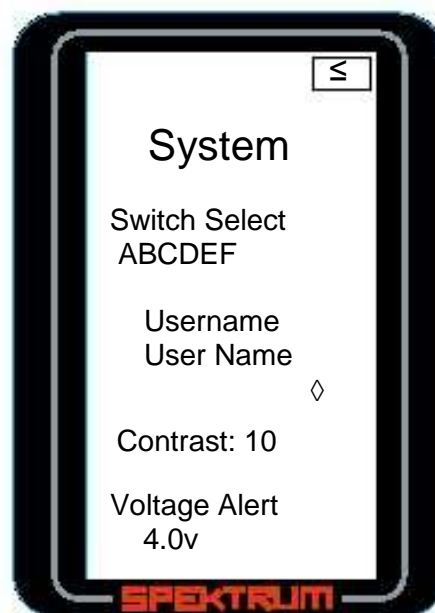 ≤
System
Switch Select
ABCDEF
Username
User Name
◊
Contrast: 10
Voltage Alert
4.0v
SPEKTRUM